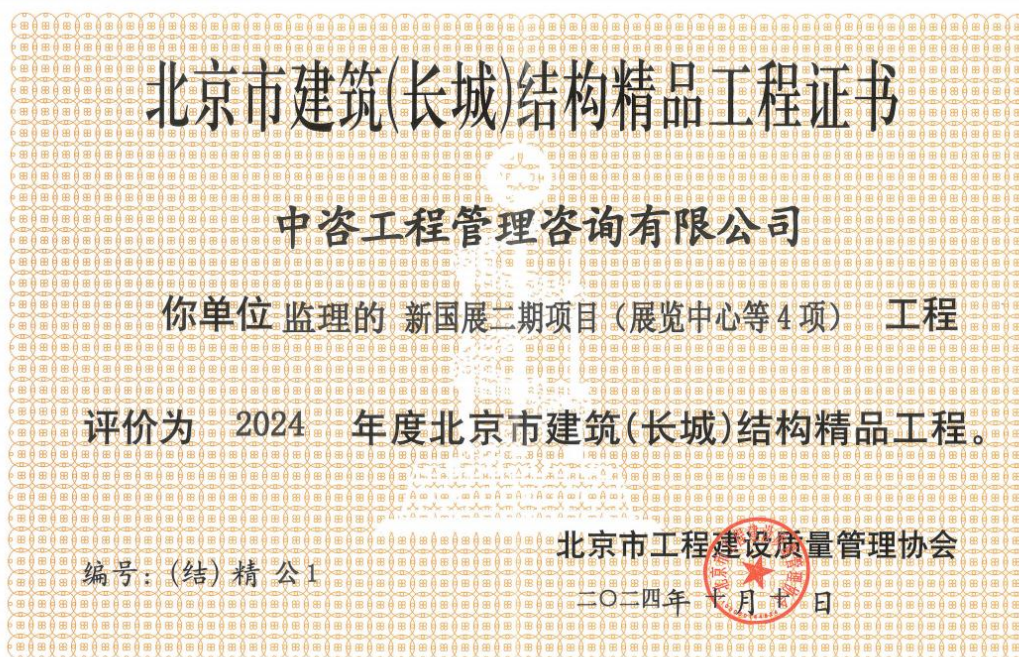 北京市建筑(长城)结构精品工程证书
中咨工程管理咨询有限公司
你单位 监理的 新国展二期项目（展览中心等4项） 工程
评价为 2024 年度北京市建筑(长城)结构精品工程。
北京市工程建设质量管理协会
编号：(结)精 公1
二〇二四年 十月十 日